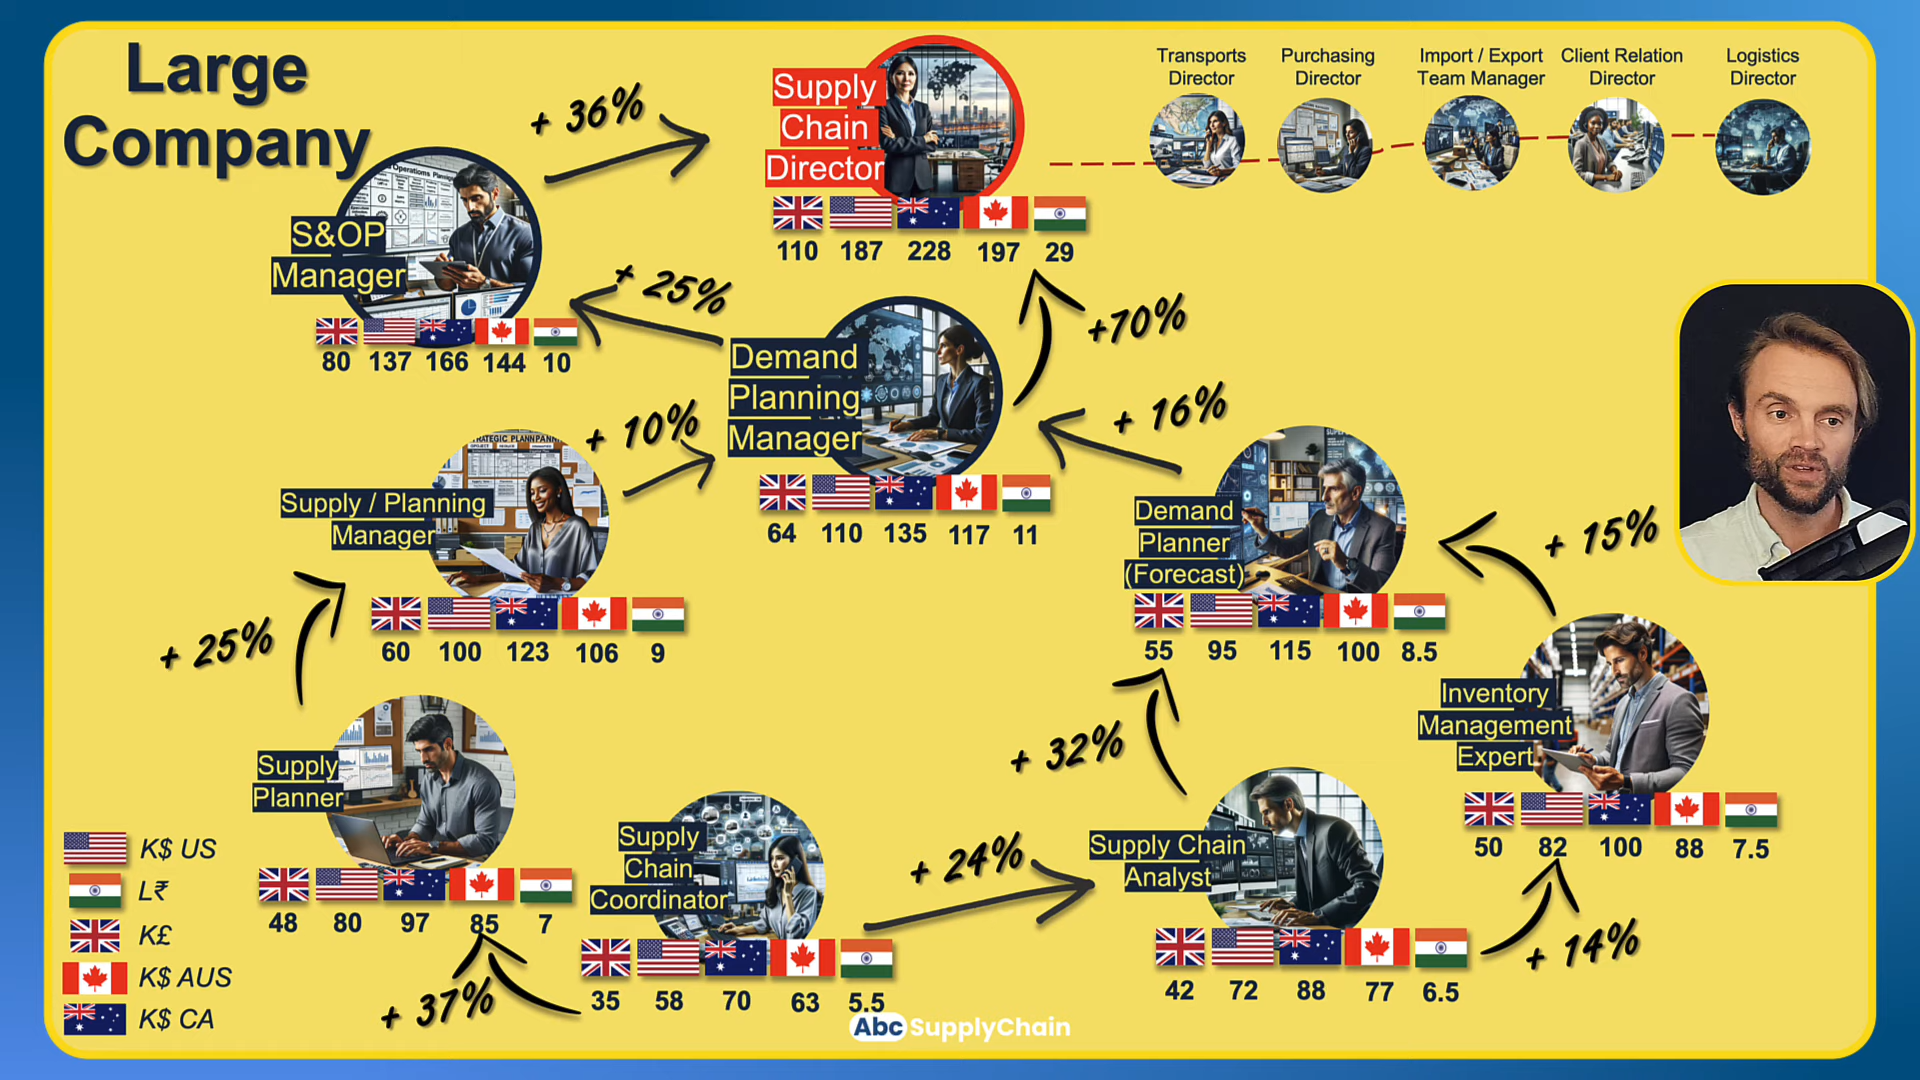 Large
Company
Supply
Chain
Director
110 187 228 197 29
Transports
Director
Purchasing
Director
Import / Export
Team Manager
Client Relation
Director
Logistics
Director
+ 36%
Operations Planning
S&OP
Manager
80 137 166 144 10
+ 25%
+70%
Demand
Planning
Manager
64 110 135 117 11
+ 10%
+ 16%
Supply / Planning
Manager
60 100 123 106 9
Demand
Planner
(Forecast)
55 95 115 100 8.5
+ 15%
+ 25%
Inventory
Management
Expert
50 82 100 88 7.5
+ 32%
Supply
Planner
48 80 97 85 7
Supply
Chain
Coordinator
35 58 70 63 5.5
+ 24%
Supply Chain
Analyst
42 72 88 77 6.5
+ 14%
+ 37%
K$ US
L₹
K£
K$ AUS
K$ CA
Abc SupplyChain